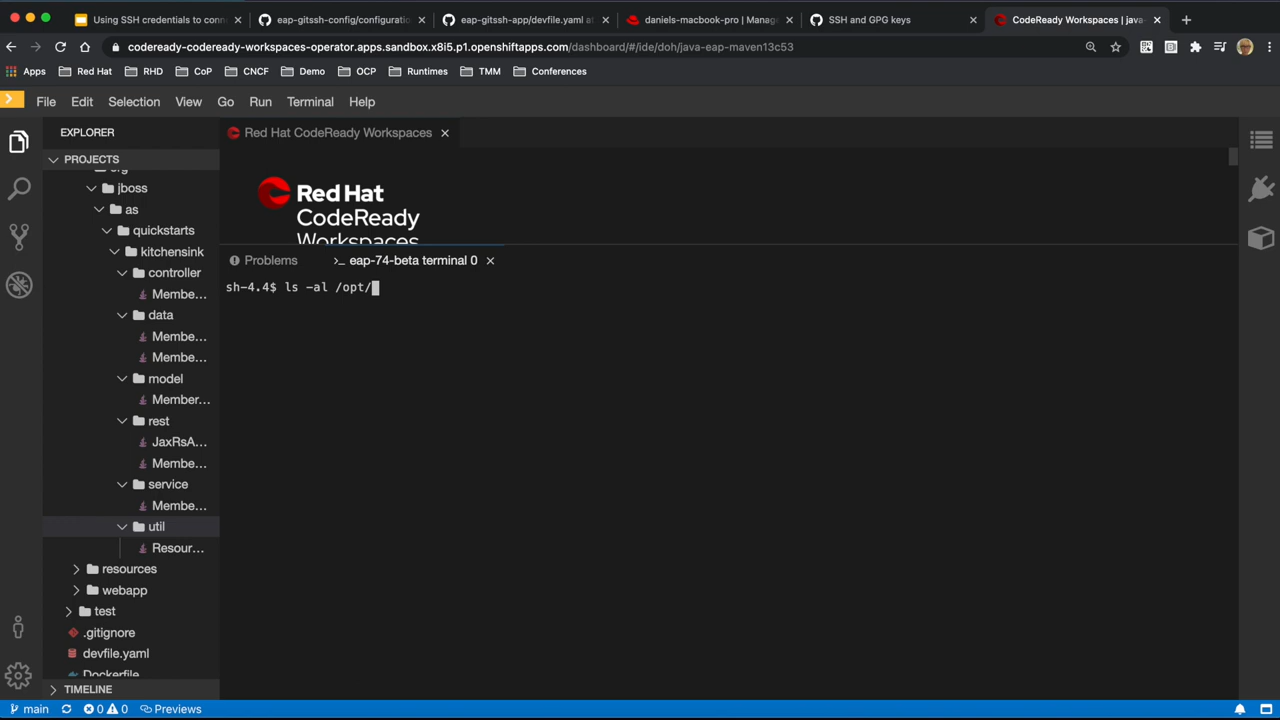 Using SSH credentials to conn
eap-gitssh-config/configuratio
eap-gitssh-app/devfile.yaml at
daniels-macbook-pro | Manage
SSH and GPG keys
CodeReady Workspaces | java-
codeready-codeready-workspaces-operator.apps.sandbox.x8i5.p1.openshiftapps.com/dashboard/#/ide/doh/java-eap-maven13c53
Apps Red Hat RHD CoP CNCF Demo OCP Runtimes TMM Conferences
File Edit Selection View Go Run Terminal Help
EXPLORER
Red Hat CodeReady Workspaces
PROJECTS
org
jboss
as
quickstarts
kitchensink
controller
Membe...
data
Membe...
Membe...
model
Member...
rest
JaxRsA...
Membe...
service
Membe...
util
Resour...
resources
webapp
test
.gitignore
devfile.yaml
Dockerfile
TIMELINE
Red Hat
CodeReady
Workspaces
Problems
>_ eap-74-beta terminal 0
sh-4.4$ ls -al /opt/
main 0 0 Previews